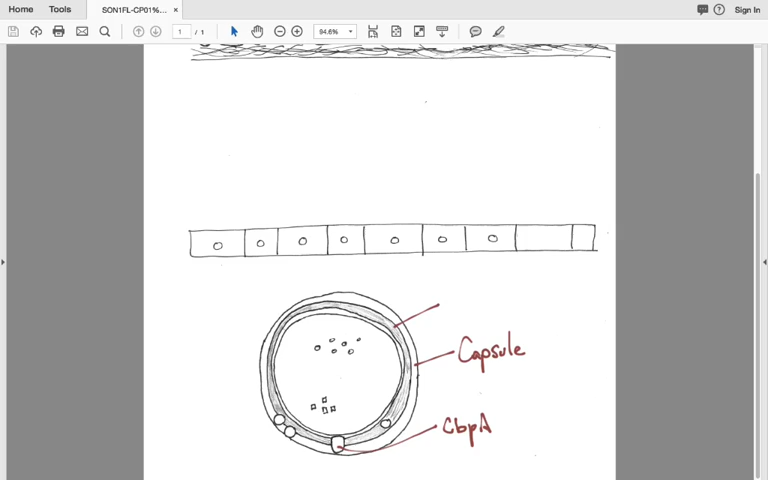 Home Tools SON1FL-CP01%... × Sign In
1 / 1 94.6%
Capsule
CbpA